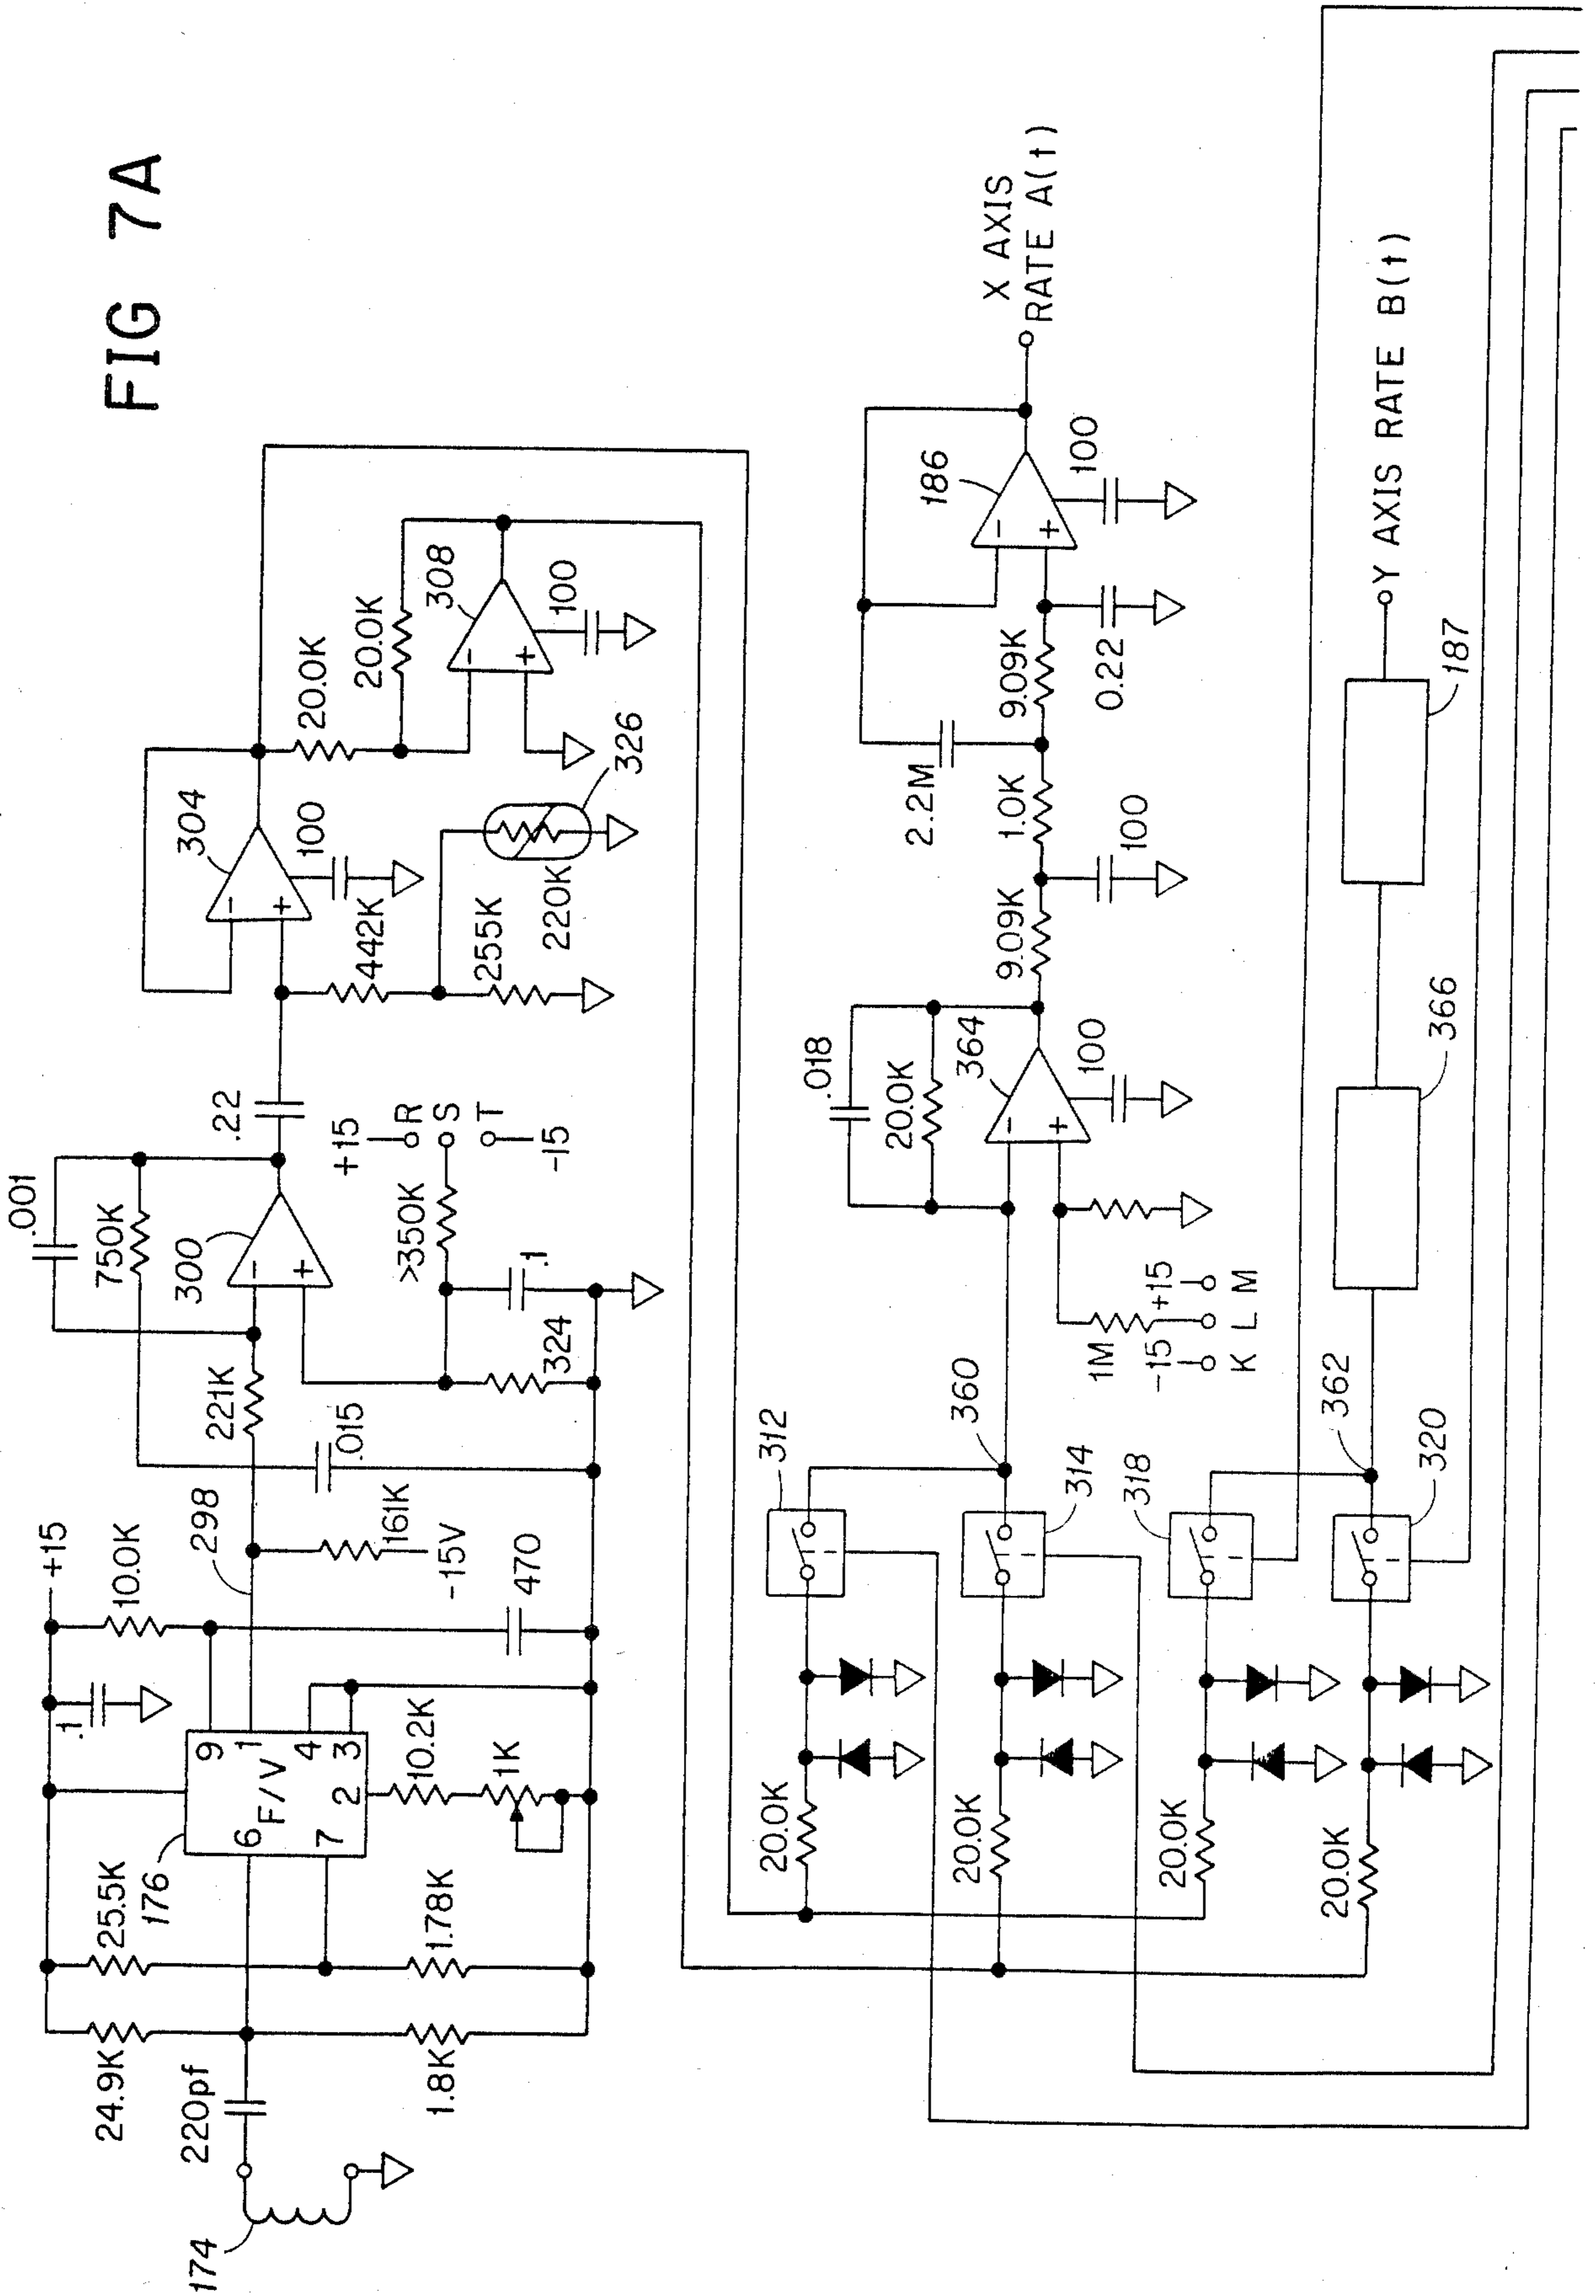 FIG 7A
174
220pf
24.9K
1.8K
25.5K
1.78K
176
6
F/V
7
9
1
4
3
2
.1
10.2K
1K
+15
10.0K
470
298
161K
-15V
.015
221K
.001
750K
300
-
+
324
.1
>350K
+15
R
S
T
-15
.22
304
-
+
100
442K
255K
220K
326
20.0K
20.0K
308
-
+
100
20.0K
312
20.0K
314
20.0K
318
20.0K
320
360
362
1M
-15
+15
K L M
.018
20.0K
364
-
+
100
9.09K
100
1.0K
2.2M
9.09K
0.22
186
-
+
100
X AXIS
RATE A(t)
366
187
Y AXIS RATE B(t)